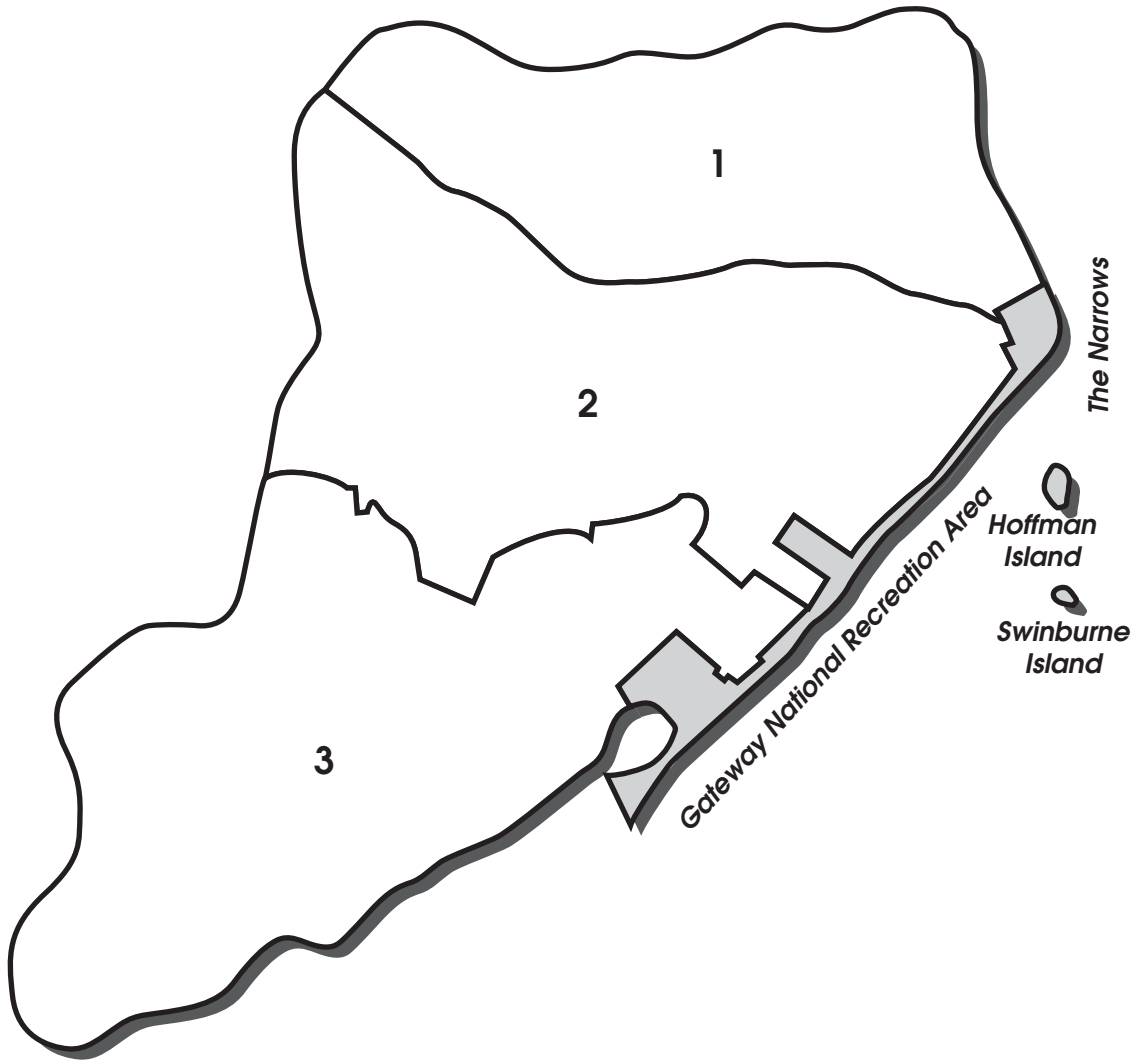 1
The Narrows
2
Hoffman
Island
Swinburne
Island
Gateway National Recreation Area
3